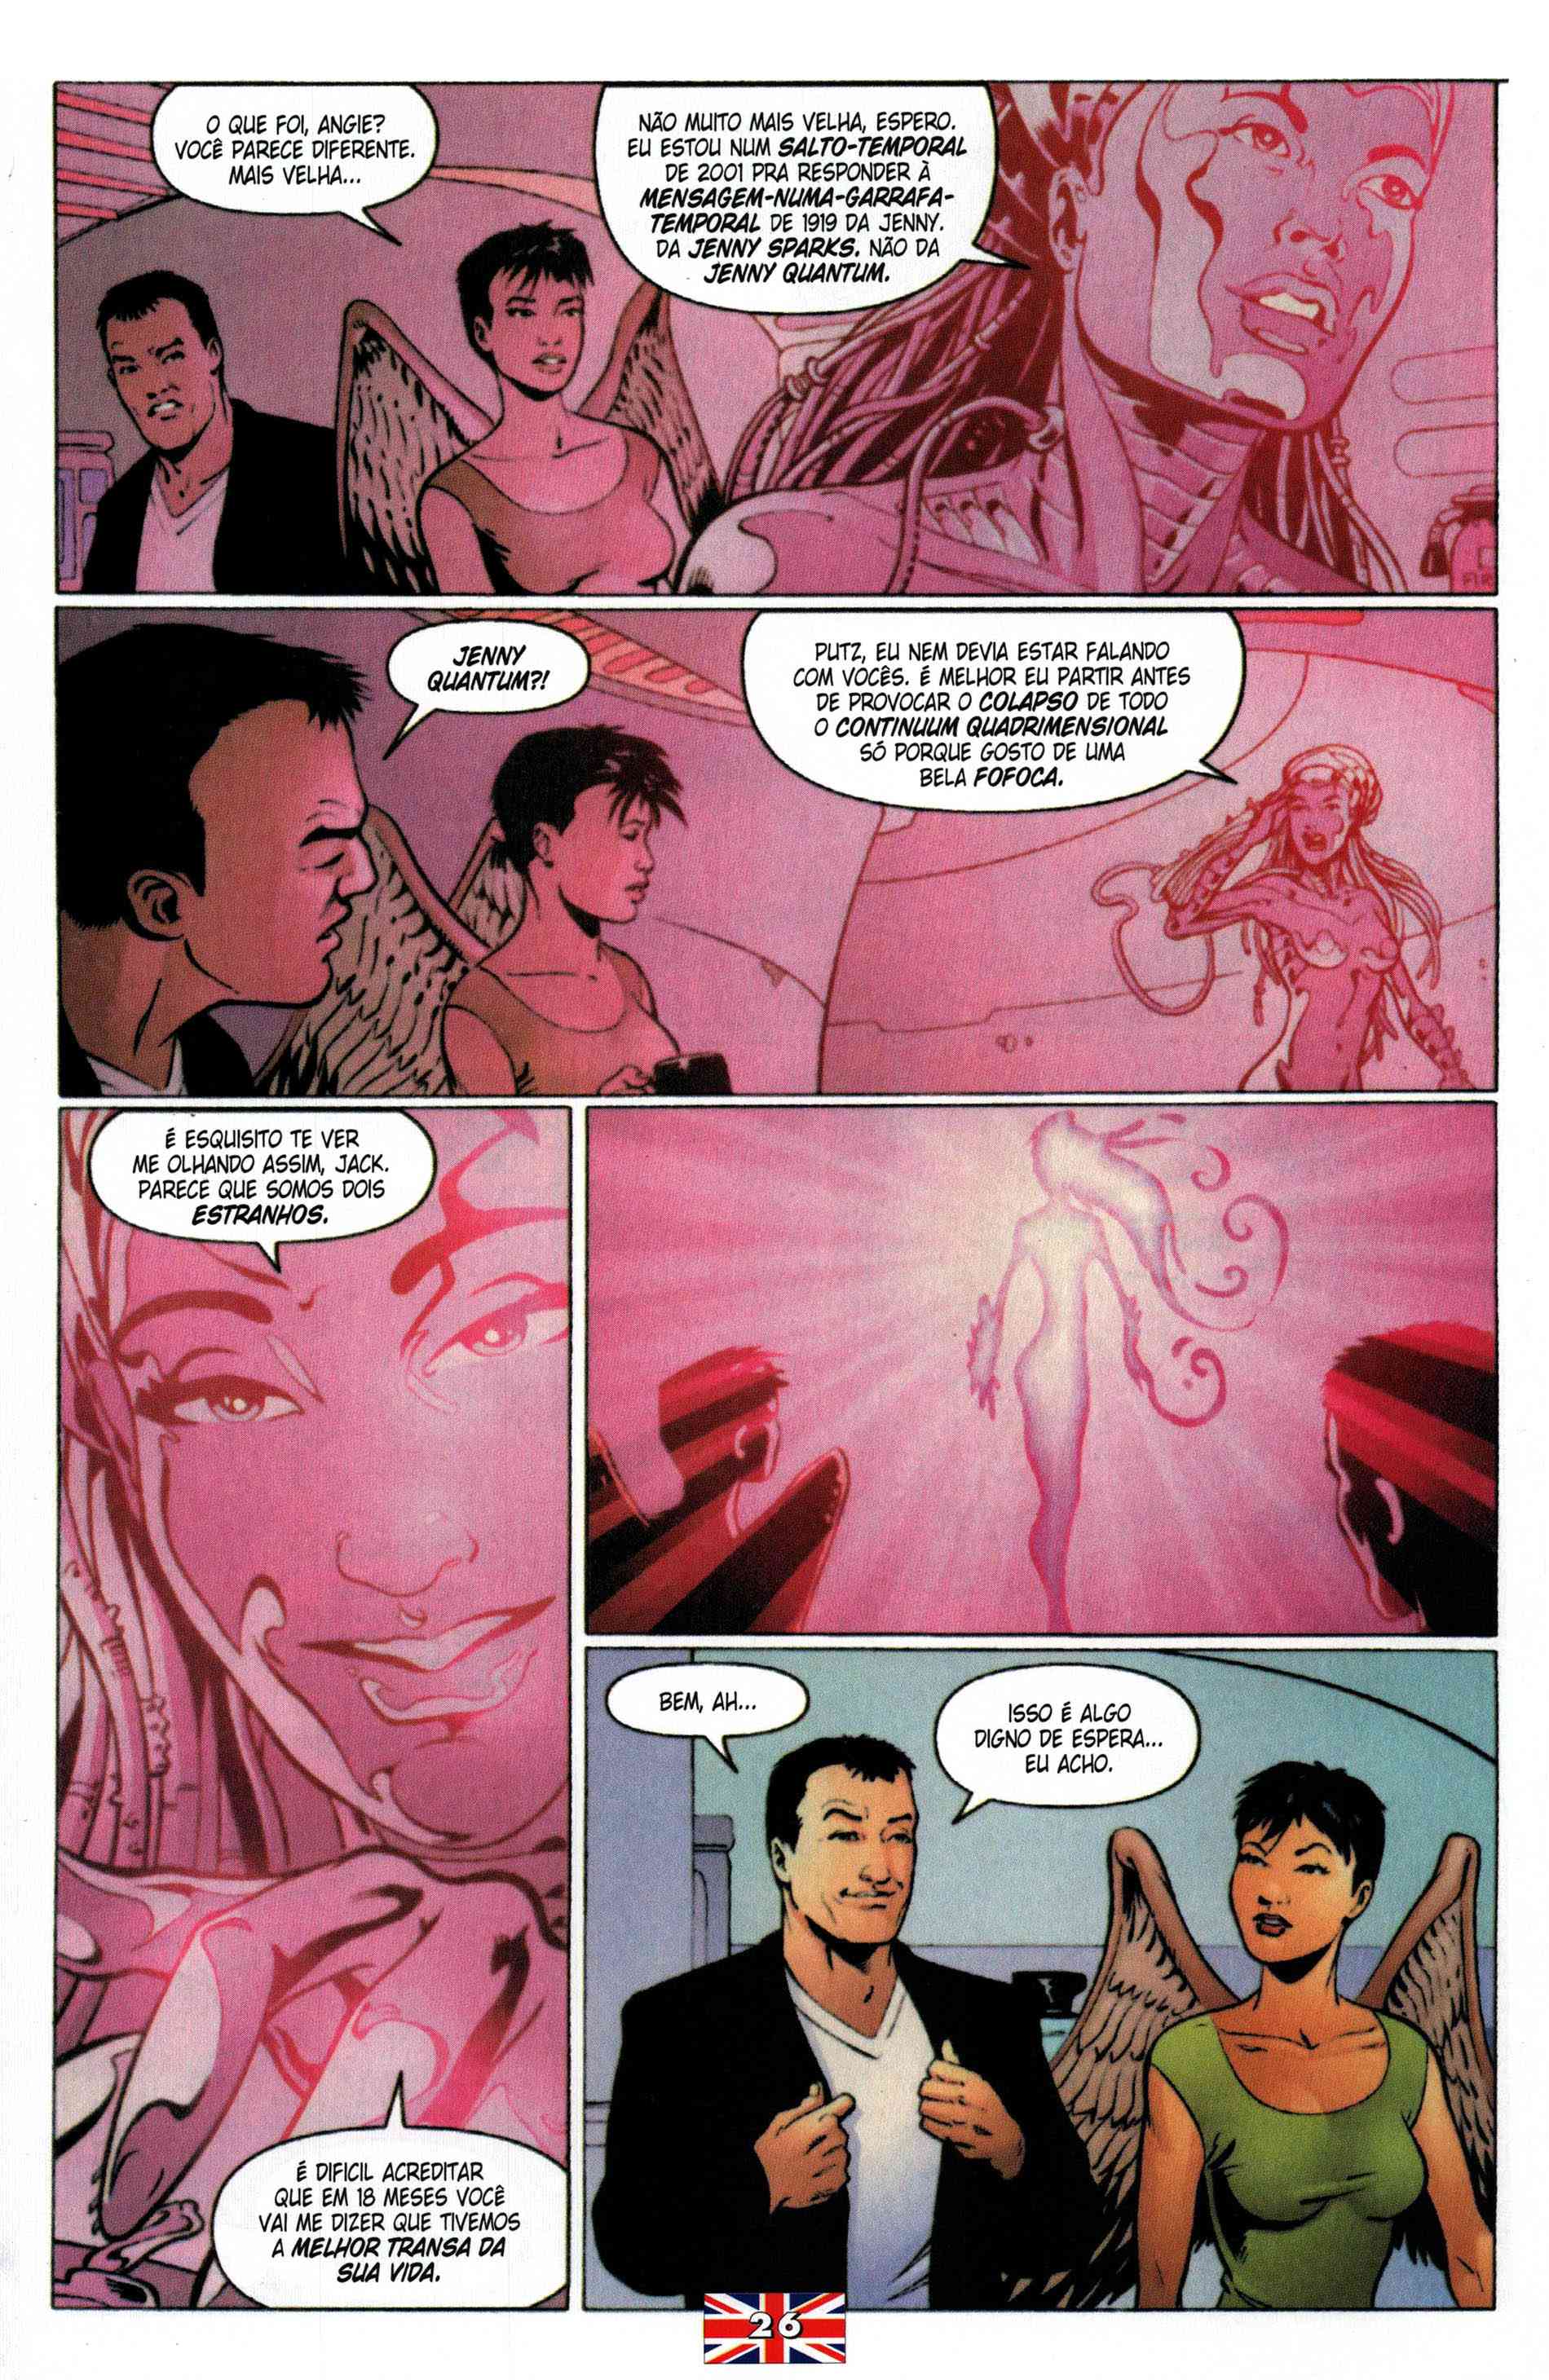 O QUE FOI, ANGIE?
VOCÊ PARECE DIFERENTE.
MAIS VELHA...
NÃO MUITO MAIS VELHA, ESPERO.
EU ESTOU NUM SALTO-TEMPORAL
DE 2001 PRA RESPONDER À
MENSAGEM-NUMA-GARRAFA-
TEMPORAL DE 1919 DA JENNY.
DA JENNY SPARKS. NÃO DA
JENNY QUANTUM.
FIR
JENNY
QUANTUM?!
PUTZ, EU NEM DEVIA ESTAR FALANDO
COM VOCÊS. É MELHOR EU PARTIR ANTES
DE PROVOCAR O COLAPSO DE TODO
O CONTINUUM QUADRIMENSIONAL
SÓ PORQUE GOSTO DE UMA
BELA FOFOCA.
É ESQUISITO TE VER
ME OLHANDO ASSIM, JACK.
PARECE QUE SOMOS DOIS
ESTRANHOS.
É DIFICIL ACREDITAR
QUE EM 18 MESES VOCÊ
VAI ME DIZER QUE TIVEMOS
A MELHOR TRANSA DA
SUA VIDA.
BEM, AH...
ISSO É ALGO
DIGNO DE ESPERA...
EU ACHO.
26